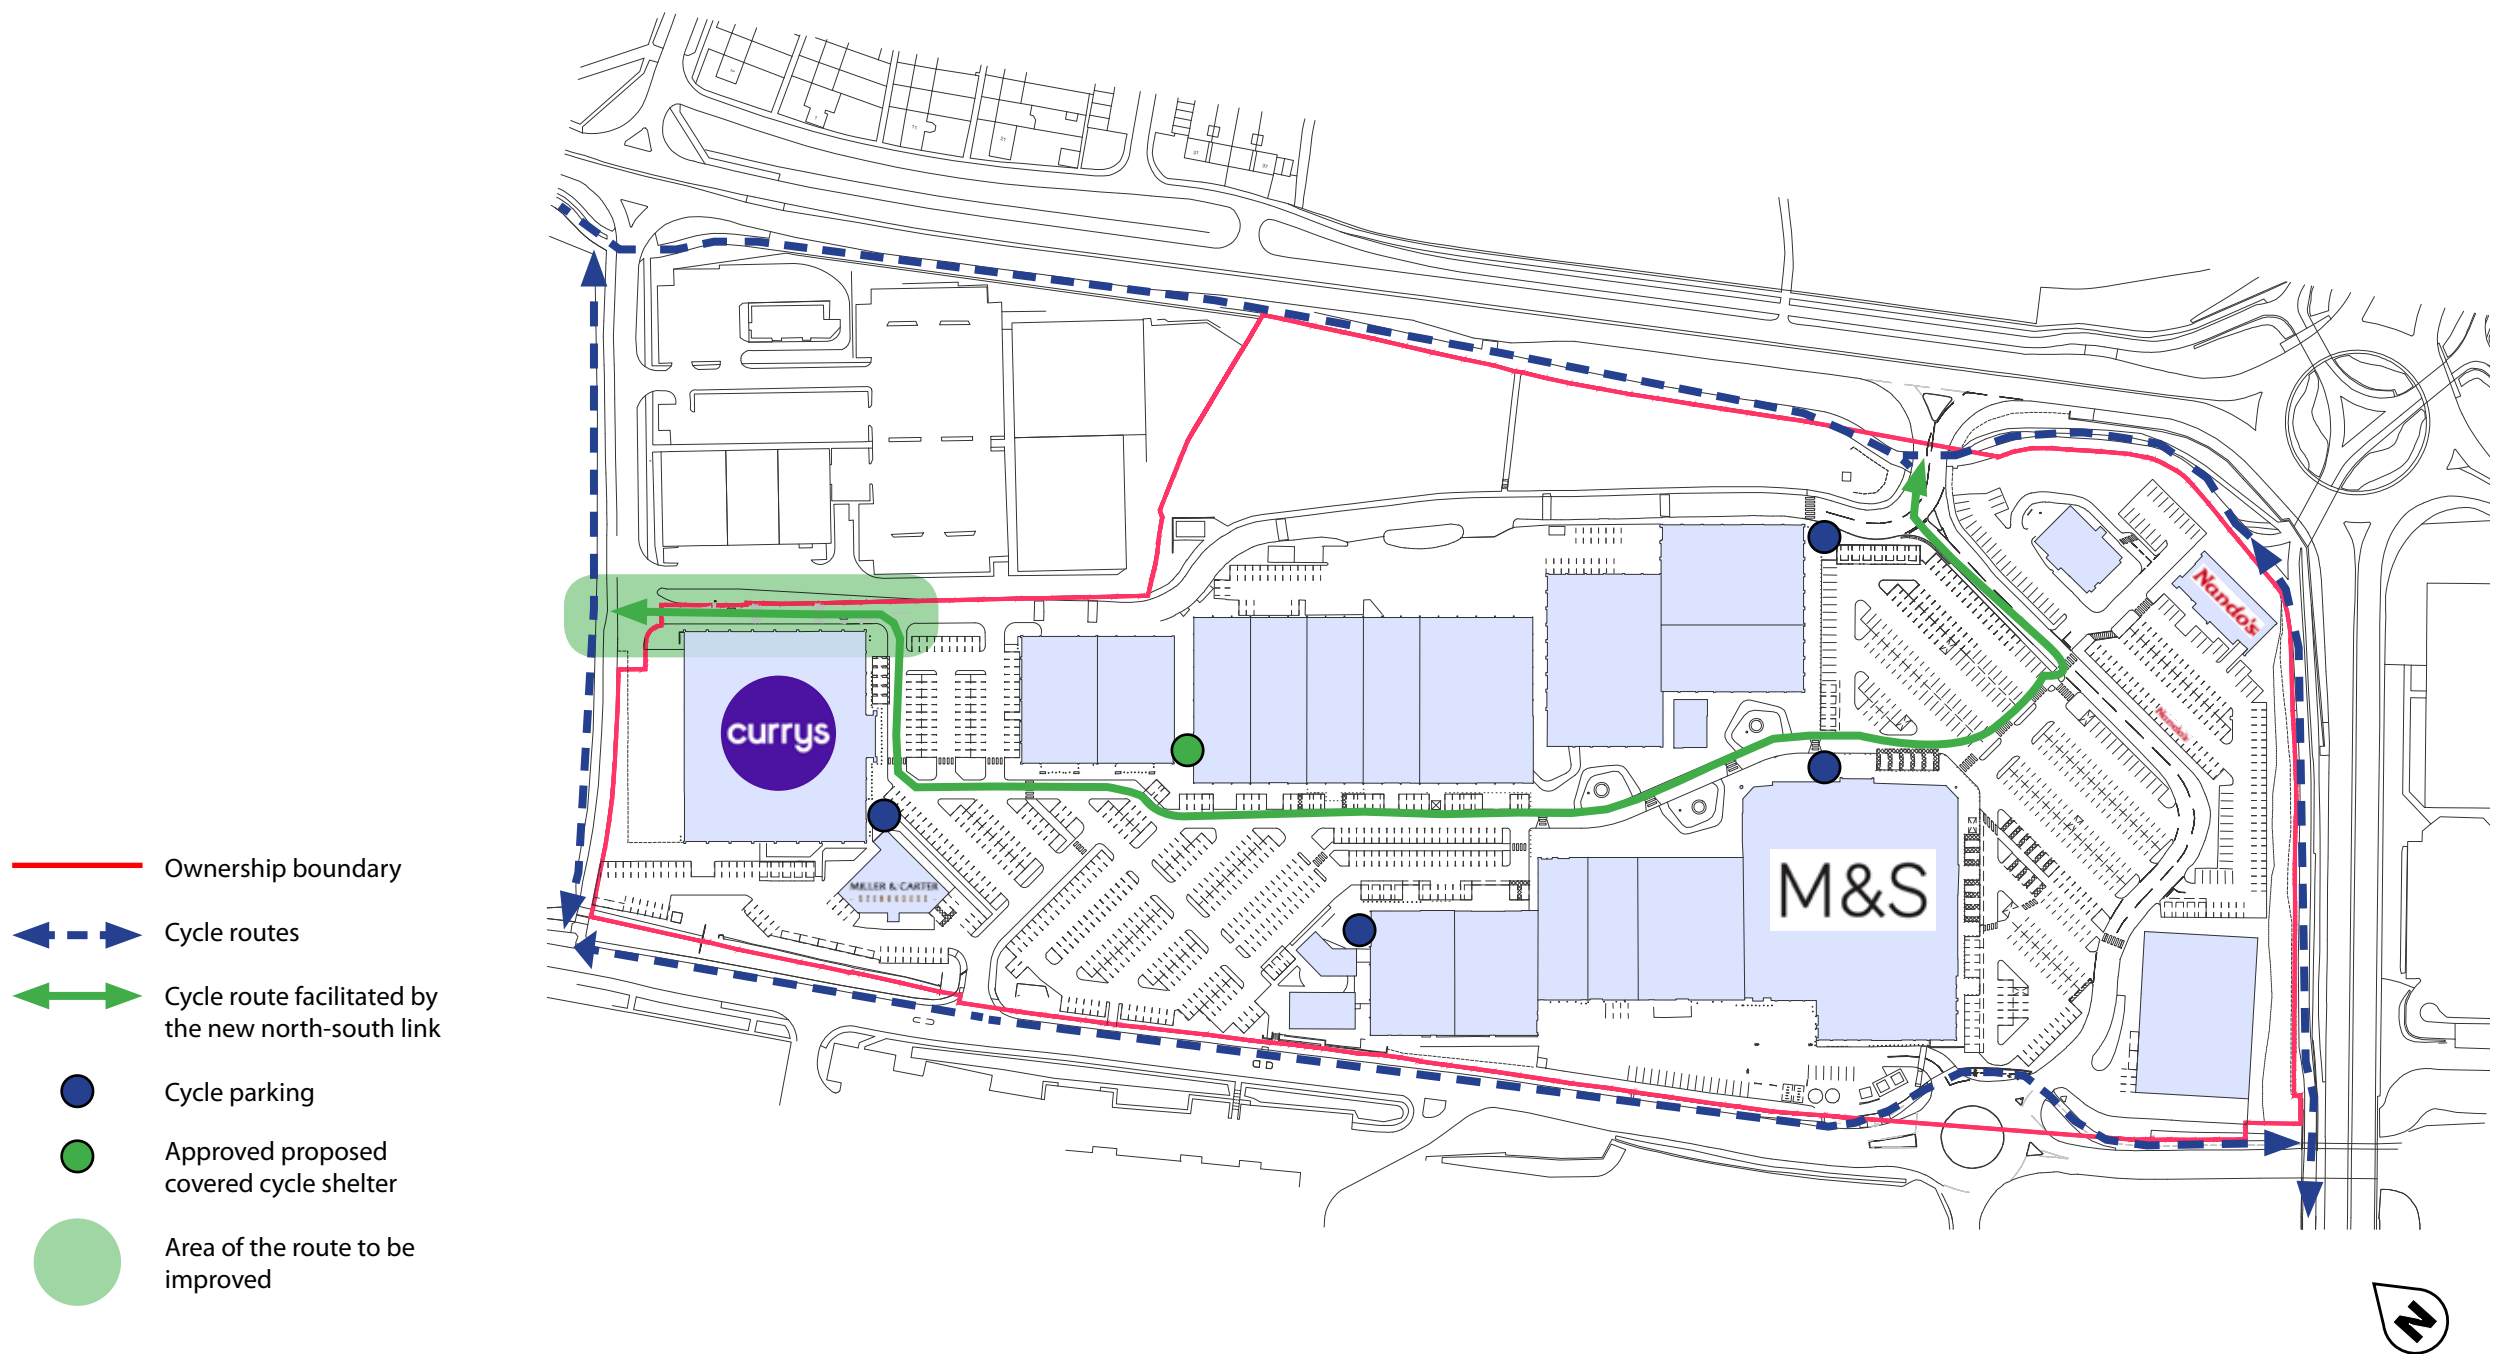 Nando's
currys
Nando's
MILLER & CARTER
M&S
Ownership boundary
Cycle routes
Cycle route facilitated by
the new north-south link
Cycle parking
Approved proposed
covered cycle shelter
Area of the route to be
improved
N